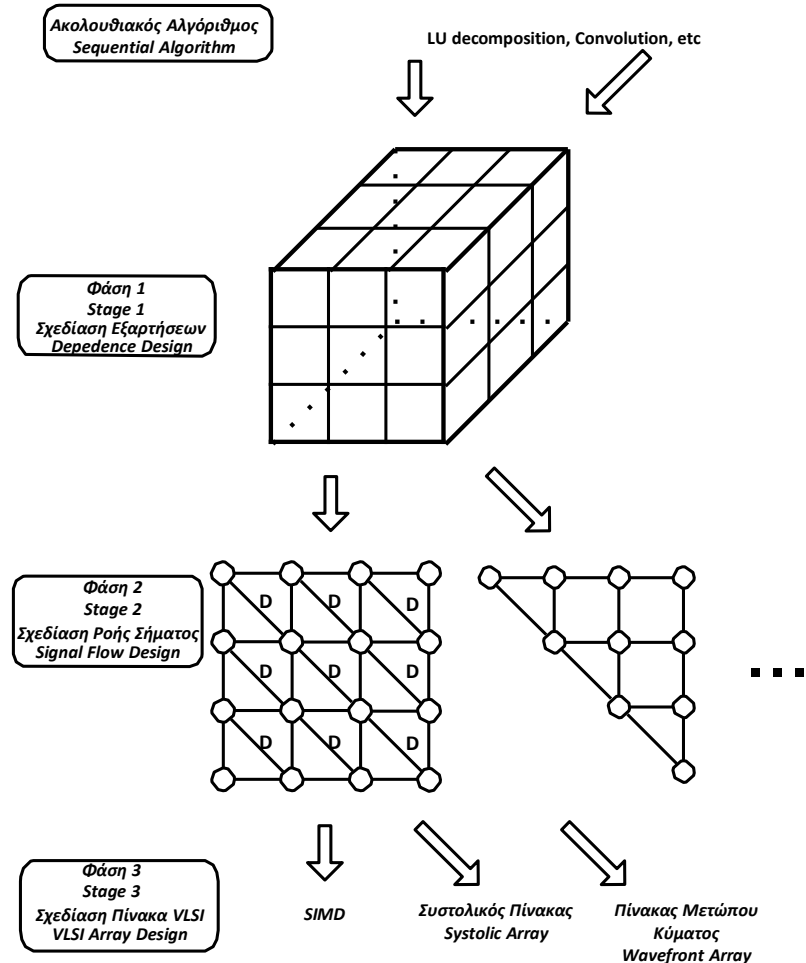 Ακολουθιακός Αλγόριθμος
Sequential Algorithm
LU decomposition, Convolution, etc
Φάση 1
Stage 1
Σχεδίαση Εξαρτήσεων
Depedence Design
Φάση 2
Stage 2
Σχεδίαση Ροής Σήματος
Signal Flow Design
D D D
D D D
D D D
Φάση 3
Stage 3
Σχεδίαση Πίνακα VLSI
VLSI Array Design
SIMD
Συστολικός Πίνακας
Systolic Array
Πίνακας Μετώπου
Κύματος
Wavefront Array